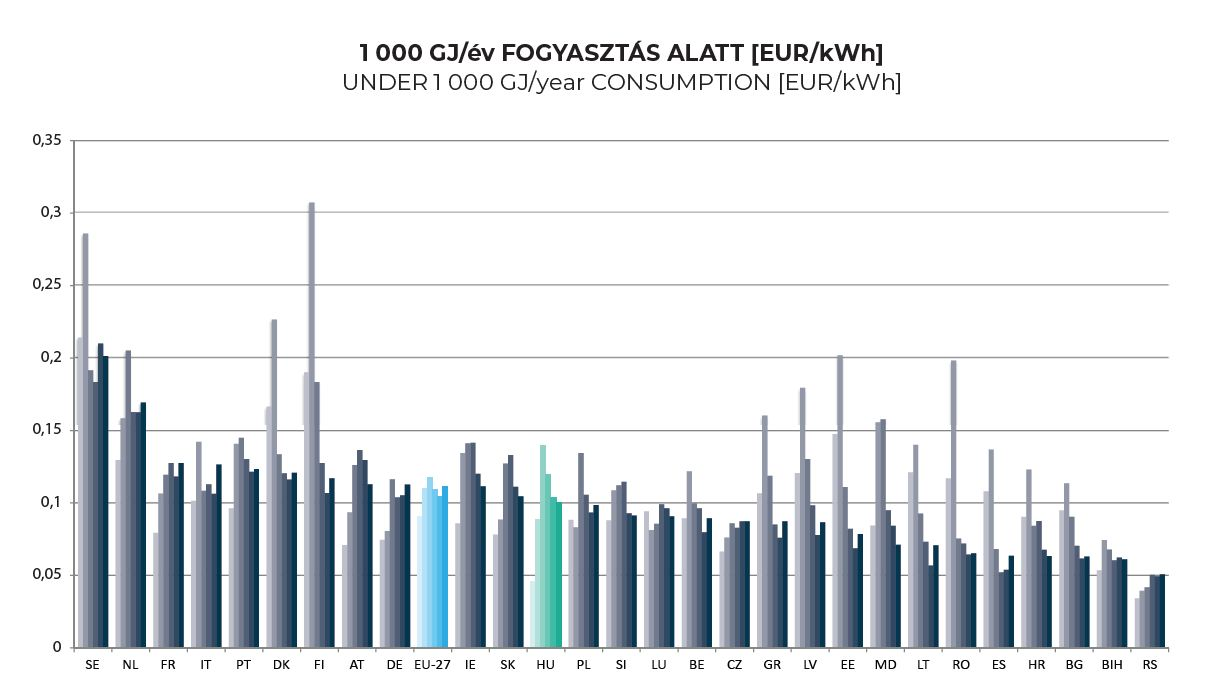 1 000 GJ/év FOGYASZTÁS ALATT [EUR/kWh]
UNDER 1 000 GJ/year CONSUMPTION [EUR/kWh]
0,35
0,3
0,25
0,2
0,15
0,1
0,05
0
SE NL FR IT PT DK FI AT DE EU-27 IE SK HU PL SI LU BE CZ GR LV EE MD LT RO ES HR BG BIH RS